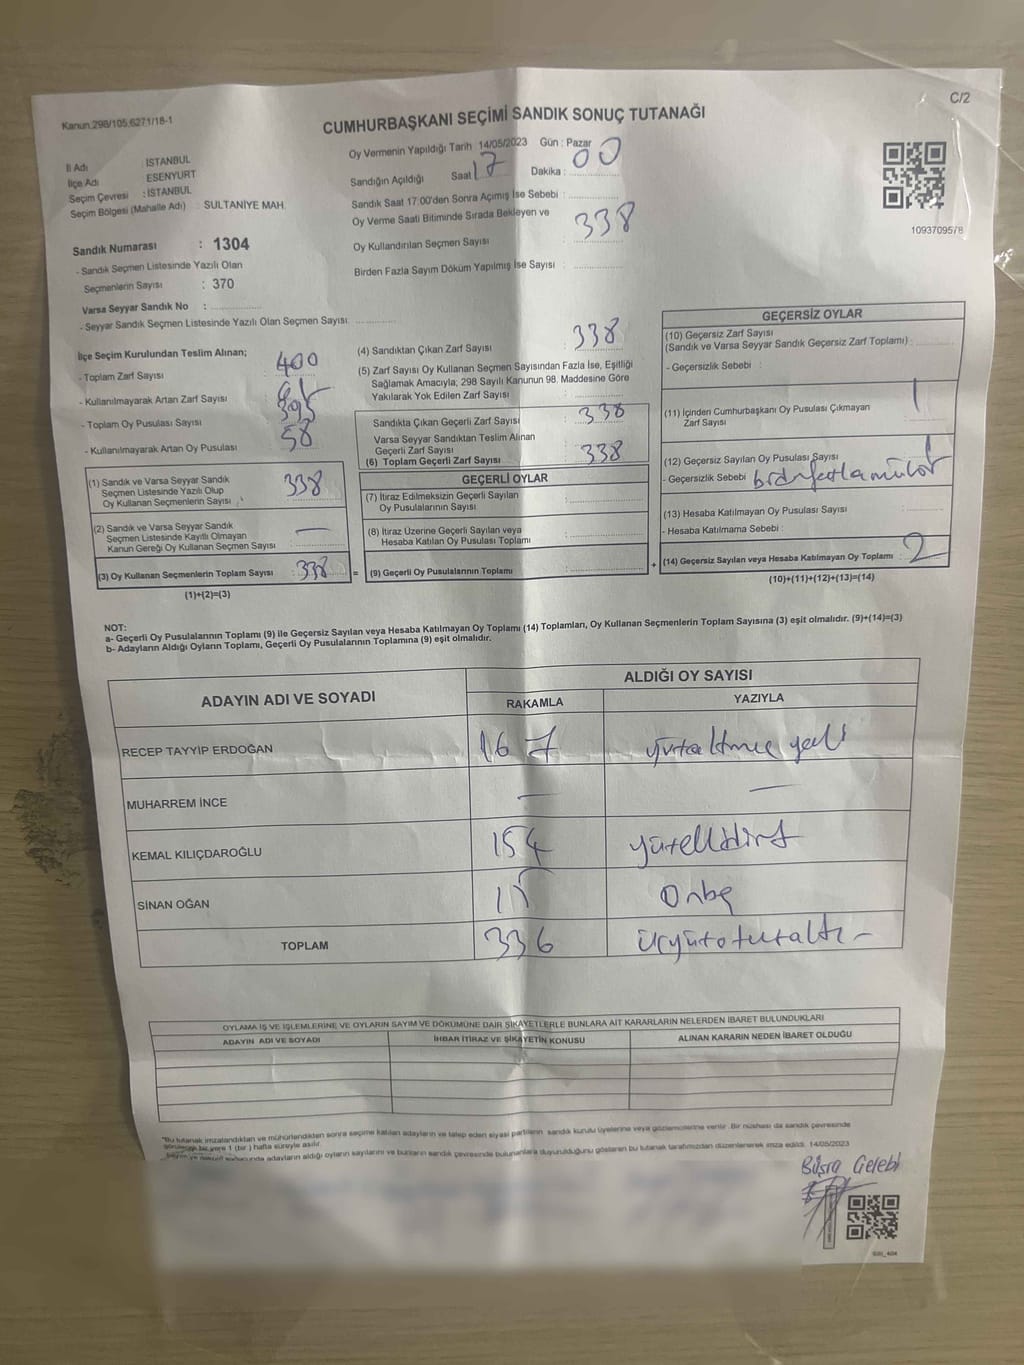 C/2
Kanun.298/105,6271/18-1
CUMHURBAŞKANI SEÇİMİ SANDIK SONUÇ TUTANAĞI
İl Adı : İSTANBUL
İlçe Adı : ESENYURT
Seçim Çevresi : İSTANBUL
Seçim Bölgesi (Mahalle Adı) : SULTANİYE MAH.
Oy Vermenin Yapıldığı Tarih 14/05/2023 Gün : Pazar
Sandığın Açıldığı Saat 17 Dakika : 00
Sandık Saat 17:00'den Sonra Açımış İse Sebebi :
Oy Verme Saati Bitiminde Sırada Bekleyen ve
Oy Kullandırılan Seçmen Sayısı 338
Birden Fazla Sayım Döküm Yapılmış İse Sayısı :
1093709578
Sandık Numarası : 1304
- Sandık Seçmen Listesinde Yazılı Olan
Seçmenlerin Sayısı : 370
Varsa Seyyar Sandık No :
- Seyyar Sandık Seçmen Listesinde Yazılı Olan Seçmen Sayısı:
İlçe Seçim Kurulundan Teslim Alınan;
- Toplam Zarf Sayısı : 400
- Kullanılmayarak Artan Zarf Sayısı :
- Toplam Oy Pusulası Sayısı : 395
- Kullanılmayarak Artan Oy Pusulası : 58
(1) Sandık ve Varsa Seyyar Sandık
Seçmen Listesinde Yazılı Olup
Oy Kullanan Seçmenlerin Sayısı : 338
(2) Sandık ve Varsa Seyyar Sandık
Seçmen Listesinde Kayıtlı Olmayan
Kanun Gereği Oy Kullanan Seçmen Sayısı : —
(3) Oy Kullanan Seçmenlerin Toplam Sayısı : 338 =
(1)+(2)=(3)
(4) Sandıktan Çıkan Zarf Sayısı : 338
(5) Zarf Sayısı Oy Kullanan Seçmen Sayısından Fazla İse, Eşitliği
Sağlamak Amacıyla; 298 Sayılı Kanunun 98. Maddesine Göre
Yakılarak Yok Edilen Zarf Sayısı :
Sandıkta Çıkan Geçerli Zarf Sayısı : 338
Varsa Seyyar Sandıktan Teslim Alınan
Geçerli Zarf Sayısı
(6) Toplam Geçerli Zarf Sayısı : 338
GEÇERLİ OYLAR
(7) İtiraz Edilmeksizin Geçerli Sayılan
Oy Pusulalarının Sayısı :
(8) İtiraz Üzerine Geçerli Sayılan veya
Hesaba Katılan Oy Pusulası Toplamı :
(9) Geçerli Oy Pusulalarının Toplamı : +
GEÇERSİZ OYLAR
(10) Geçersiz Zarf Sayısı
(Sandık ve Varsa Seyyar Sandık Geçersiz Zarf Toplamı) :
- Geçersizlik Sebebi :
(11) İçinden Cumhurbaşkanı Oy Pusulası Çıkmayan
Zarf Sayısı 1
(12) Geçersiz Sayılan Oy Pusulası Sayısı 1
- Geçersizlik Sebebi birden fazla mühür
(13) Hesaba Katılmayan Oy Pusulası Sayısı :
- Hesaba Katılmama Sebebi :
(14) Geçersiz Sayılan veya Hesaba Katılmayan Oy Toplamı : 2
(10)+(11)+(12)+(13)=(14)
NOT:
a- Geçerli Oy Pusulalarının Toplamı (9) ile Geçersiz Sayılan veya Hesaba Katılmayan Oy Toplamı (14) Toplamları, Oy Kullanan Seçmenlerin Toplam Sayısına (3) eşit olmalıdır. (9)+(14)=(3)
b- Adayların Aldığı Oyların Toplamı, Geçerli Oy Pusulalarının Toplamına (9) eşit olmalıdır.
ADAYIN ADI VE SOYADI
ALDIĞI OY SAYISI
RAKAMLA YAZIYLA
RECEP TAYYİP ERDOĞAN 167 yüzaltmış yedi
MUHARREM İNCE — —
KEMAL KILIÇDAROĞLU 154 yüzellidört
SİNAN OĞAN 15 Onbeş
TOPLAM 336 üçyüzotuzaltı -
OYLAMA İŞ VE İŞLEMLERİNE VE OYLARIN SAYIM VE DÖKÜMÜNE DAİR ŞİKAYETLERLE BUNLARA AİT KARARLARIN NELERDEN İBARET BULUNDUKLARI
ADAYIN ADI VE SOYADI İHBAR İTİRAZ VE ŞİKAYETİN KONUSU ALINAN KARARIN NEDEN İBARET OLDUĞU
*Bu tutanak imzalandıktan ve mühürlendikten sonra seçime katılan adayların ve talep eden siyasi partilerin sandık kurulu üyelerine veya gözlemcilerine verilir. Bir nüshası da sandık çevresinde
görülecek bir yere 1 (bir) hafta süreyle asılır.
adayların aldığı oyların sayılarını ve bunların sandık çevresinde bulunanlara duyurulduğunu gösteren bu tutanak tarafımızdan düzenlenerek imza edildi. 14/05/2023
Büşra Çelebi